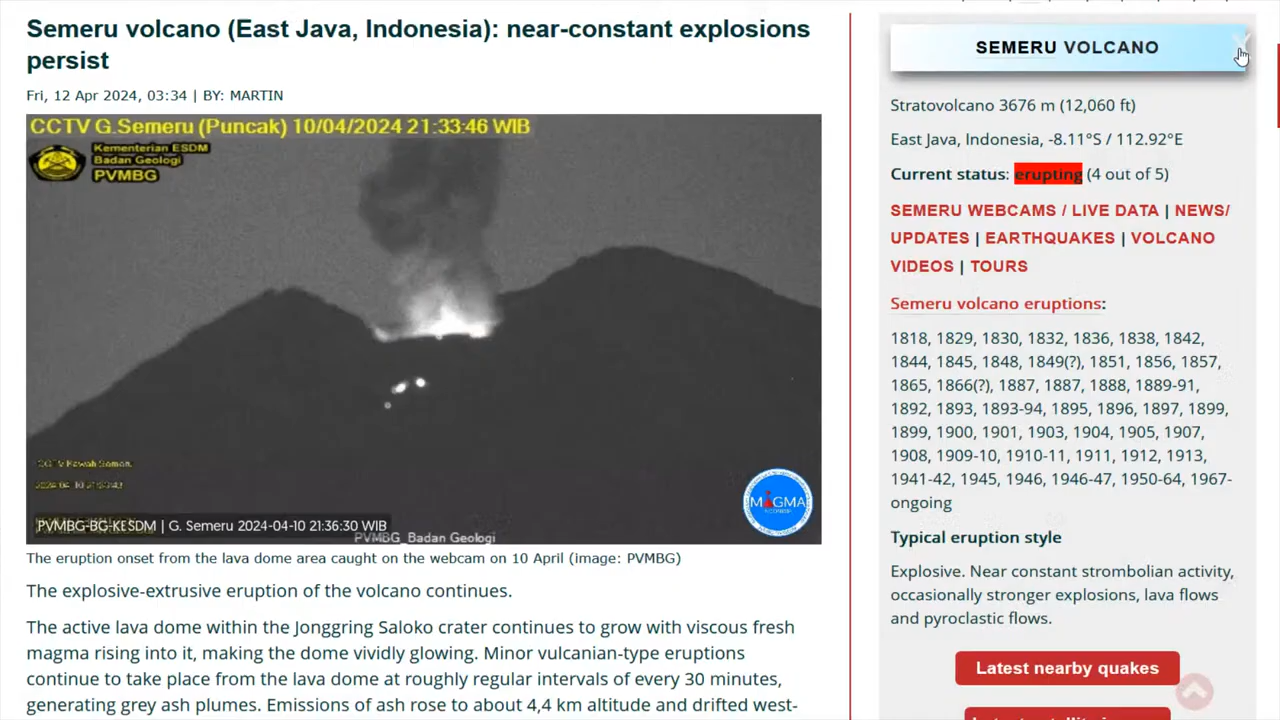 Semeru volcano (East Java, Indonesia): near-constant explosions
persist
Fri, 12 Apr 2024, 03:34 | BY: MARTIN
CCTV G.Semeru (Puncak) 10/04/2024 21:33:46 WIB
Kementerian ESDM
Badan Geologi
PVMBG
MAGMA
PVMBG-BG-KESDM | G. Semeru 2024-04-10 21:36:30 WIB
PVMBG_Badan Geologi
The eruption onset from the lava dome area caught on the webcam on 10 April (image: PVMBG)
The explosive-extrusive eruption of the volcano continues.
The active lava dome within the Jonggring Saloko crater continues to grow with viscous fresh
magma rising into it, making the dome vividly glowing. Minor vulcanian-type eruptions
continue to take place from the lava dome at roughly regular intervals of every 30 minutes,
generating grey ash plumes. Emissions of ash rose to about 4,4 km altitude and drifted west-
SEMERU VOLCANO
Stratovolcano 3676 m (12,060 ft)
East Java, Indonesia, -8.11°S / 112.92°E
Current status: erupting (4 out of 5)
SEMERU WEBCAMS / LIVE DATA | NEWS/
UPDATES | EARTHQUAKES | VOLCANO
VIDEOS | TOURS
Semeru volcano eruptions:
1818, 1829, 1830, 1832, 1836, 1838, 1842,
1844, 1845, 1848, 1849(?), 1851, 1856, 1857,
1865, 1866(?), 1887, 1887, 1888, 1889-91,
1892, 1893, 1893-94, 1895, 1896, 1897, 1899,
1899, 1900, 1901, 1903, 1904, 1905, 1907,
1908, 1909-10, 1910-11, 1911, 1912, 1913,
1941-42, 1945, 1946, 1946-47, 1950-64, 1967-
ongoing
Typical eruption style
Explosive. Near constant strombolian activity,
occasionally stronger explosions, lava flows
and pyroclastic flows.
Latest nearby quakes